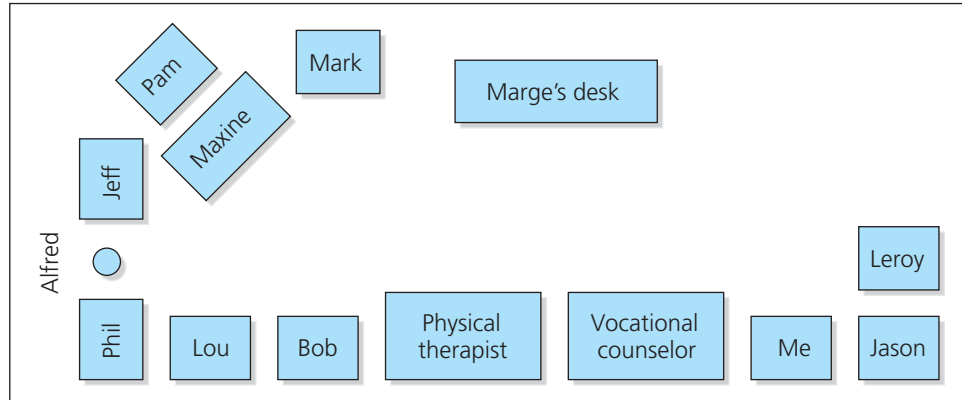 Pam
Mark
Marge's desk
Maxine
Jeff
Alfred
Leroy
Phil
Lou
Bob
Physical
therapist
Vocational
counselor
Me
Jason